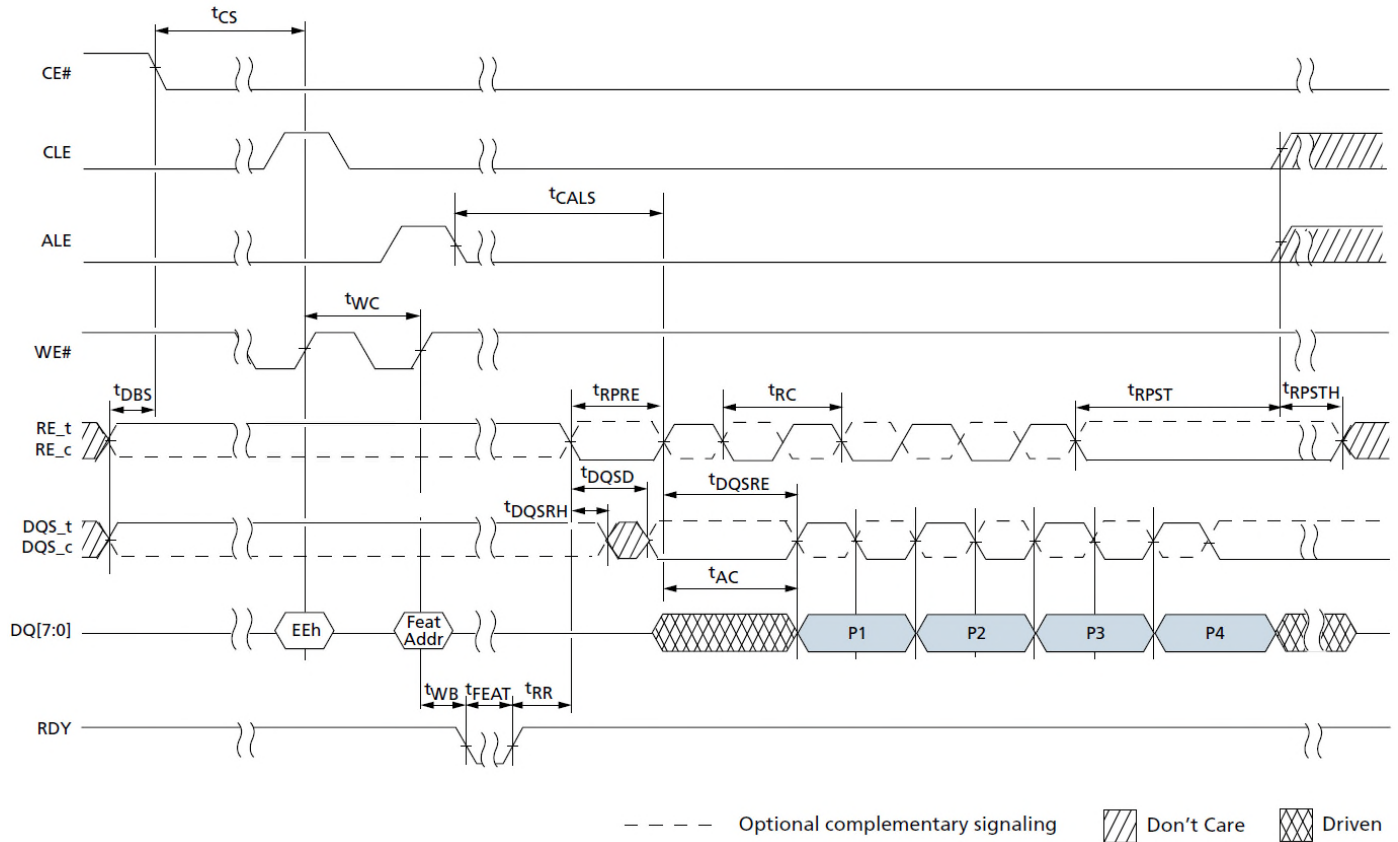 tCS
CE#
CLE
tCALS
ALE
tWC
WE#
tDBS
tRPRE
tRC
tRPST
tRPSTH
RE_t
RE_c
tDQSD
tDQSRE
tDQSRH
DQS_t
DQS_c
tAC
DQ[7:0]
EEh
Feat
Addr
P1
P2
P3
P4
tWB
tFEAT
tRR
RDY
Optional complementary signaling
Don't Care
Driven